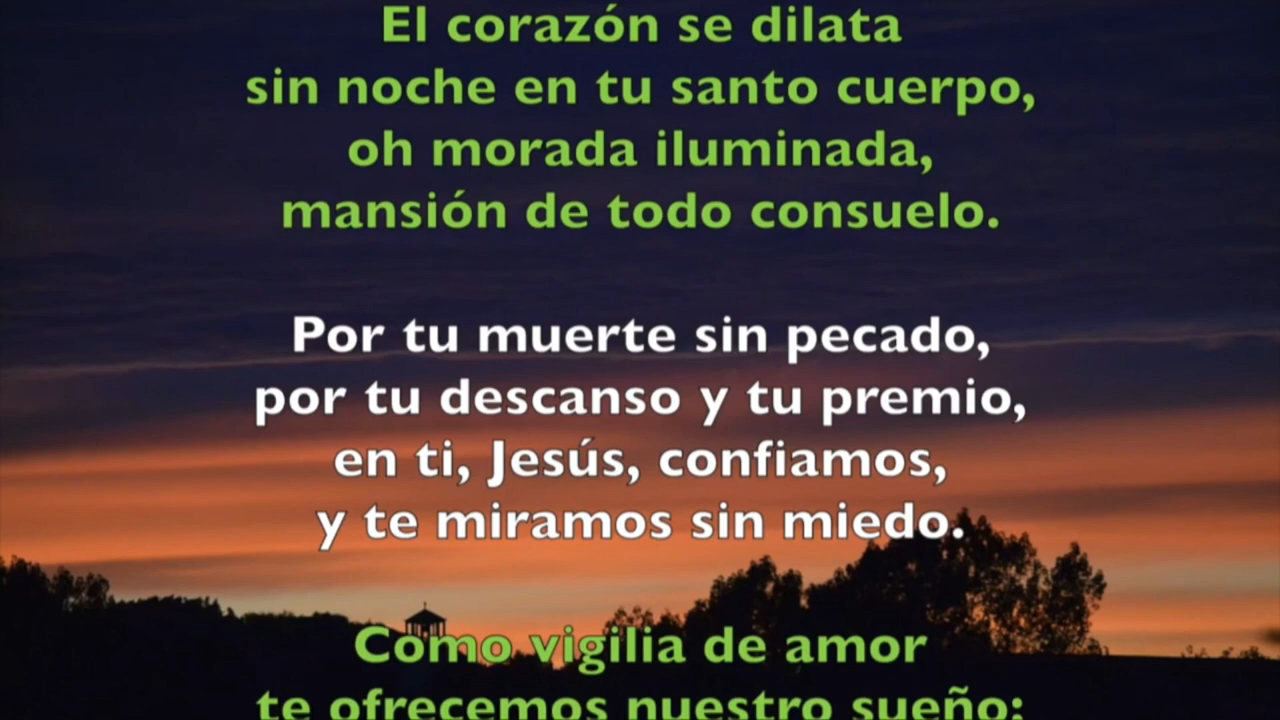 El corazón se dilata
sin noche en tu santo cuerpo,
oh morada iluminada,
mansión de todo consuelo.
Por tu muerte sin pecado,
por tu descanso y tu premio,
en ti, Jesús, confiamos,
y te miramos sin miedo.
Como vigilia de amor
te ofrecemos nuestro sueño;